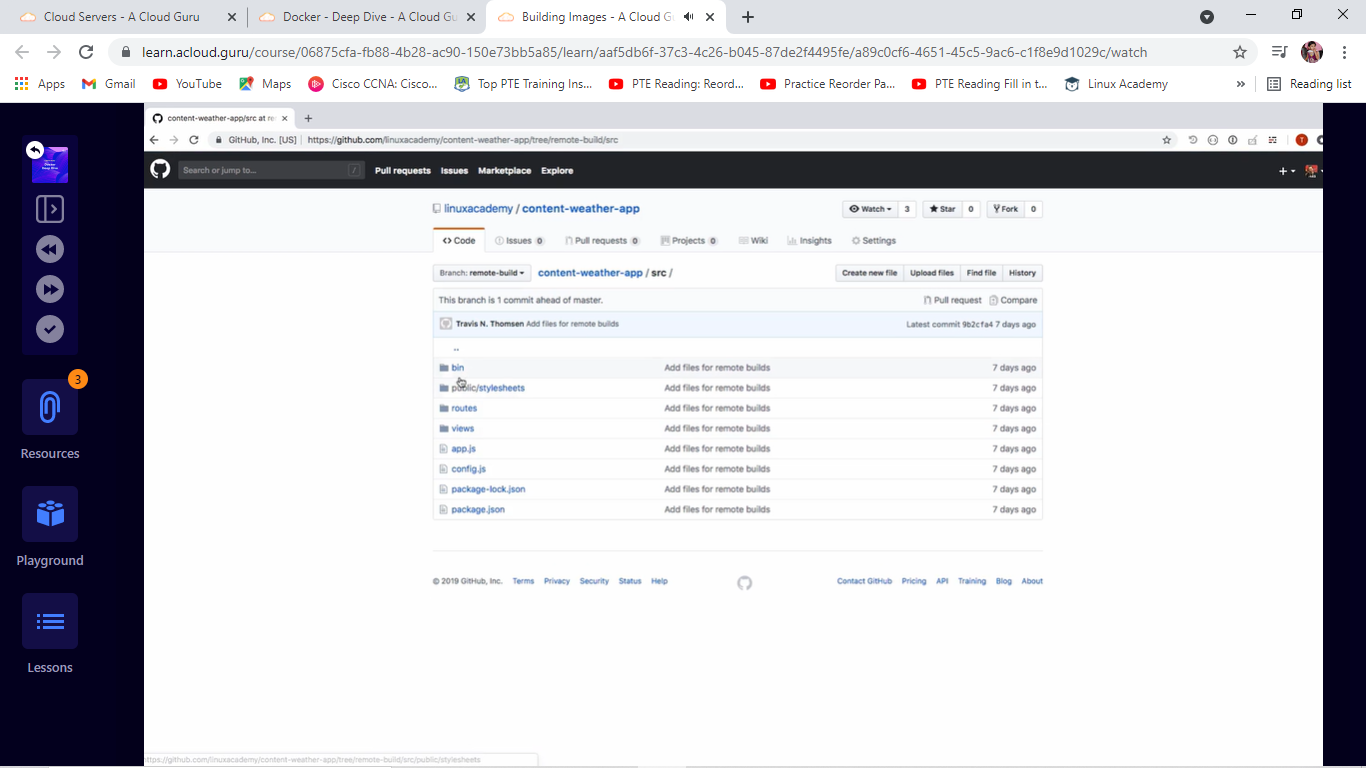 Cloud Servers - A Cloud Guru
Docker - Deep Dive - A Cloud Gu
Building Images - A Cloud G
learn.acloud.guru/course/06875cfa-fb88-4b28-ac90-150e73bb5a85/learn/aaf5db6f-37c3-4c26-b045-87de2f4495fe/a89c0cf6-4651-45c5-9ac6-c1f8e9d1029c/watch
Apps Gmail YouTube Maps Cisco CCNA: Cisco... Top PTE Training Ins... PTE Reading: Reord... Practice Reorder Pa... PTE Reading Fill in t... Linux Academy » Reading list
content-weather-app/src at re
GitHub, Inc. [US] https://github.com/linuxacademy/content-weather-app/tree/remote-build/src
Search or jump to... / Pull requests Issues Marketplace Explore
linuxacademy / content-weather-app Watch 3 Star 0 Fork 0
Code Issues 0 Pull requests 0 Projects 0 Wiki Insights Settings
Branch: remote-build content-weather-app / src / Create new file Upload files Find file History
This branch is 1 commit ahead of master. Pull request Compare
Travis N. Thomsen Add files for remote builds Latest commit 9b2cfa4 7 days ago
..
bin Add files for remote builds 7 days ago
public/stylesheets Add files for remote builds 7 days ago
routes Add files for remote builds 7 days ago
views Add files for remote builds 7 days ago
app.js Add files for remote builds 7 days ago
config.js Add files for remote builds 7 days ago
package-lock.json Add files for remote builds 7 days ago
package.json Add files for remote builds 7 days ago
© 2019 GitHub, Inc. Terms Privacy Security Status Help Contact GitHub Pricing API Training Blog About
https://github.com/linuxacademy/content-weather-app/tree/remote-build/src/public/stylesheets
Docker
Deep Dive
3
Resources
Playground
Lessons